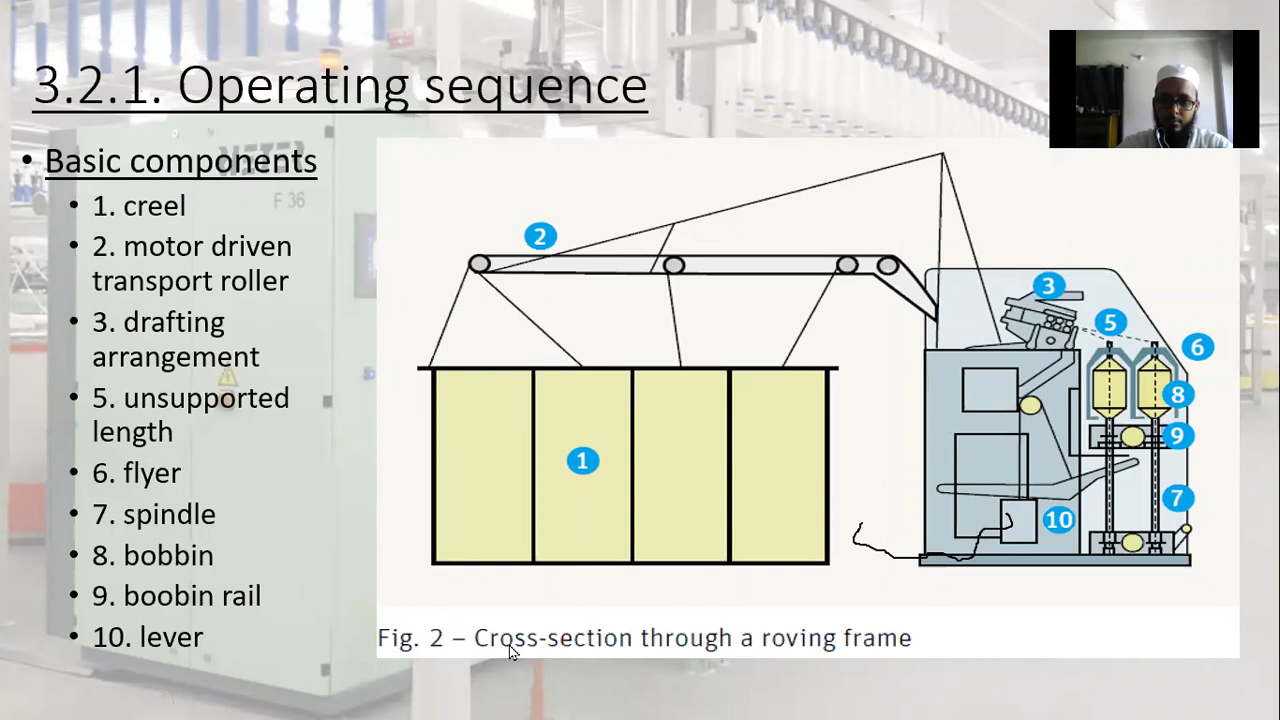 3.2.1. Operating sequence
• Basic components
• 1. creel
• 2. motor driven
transport roller
• 3. drafting
arrangement
• 5. unsupported
length
• 6. flyer
• 7. spindle
• 8. bobbin
• 9. boobin rail
• 10. lever
F 36
2
3
5
6
8
9
1
7
10
Fig. 2 – Cross-section through a roving frame